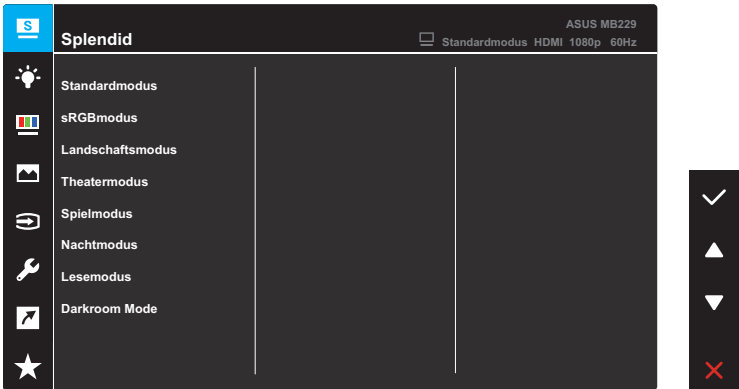 S
ASUS MB229
Splendid
Standardmodus HDMI 1080p 60Hz
Standardmodus
sRGBmodus
Landschaftsmodus
Theatermodus
Spielmodus
Nachtmodus
Lesemodus
Darkroom Mode